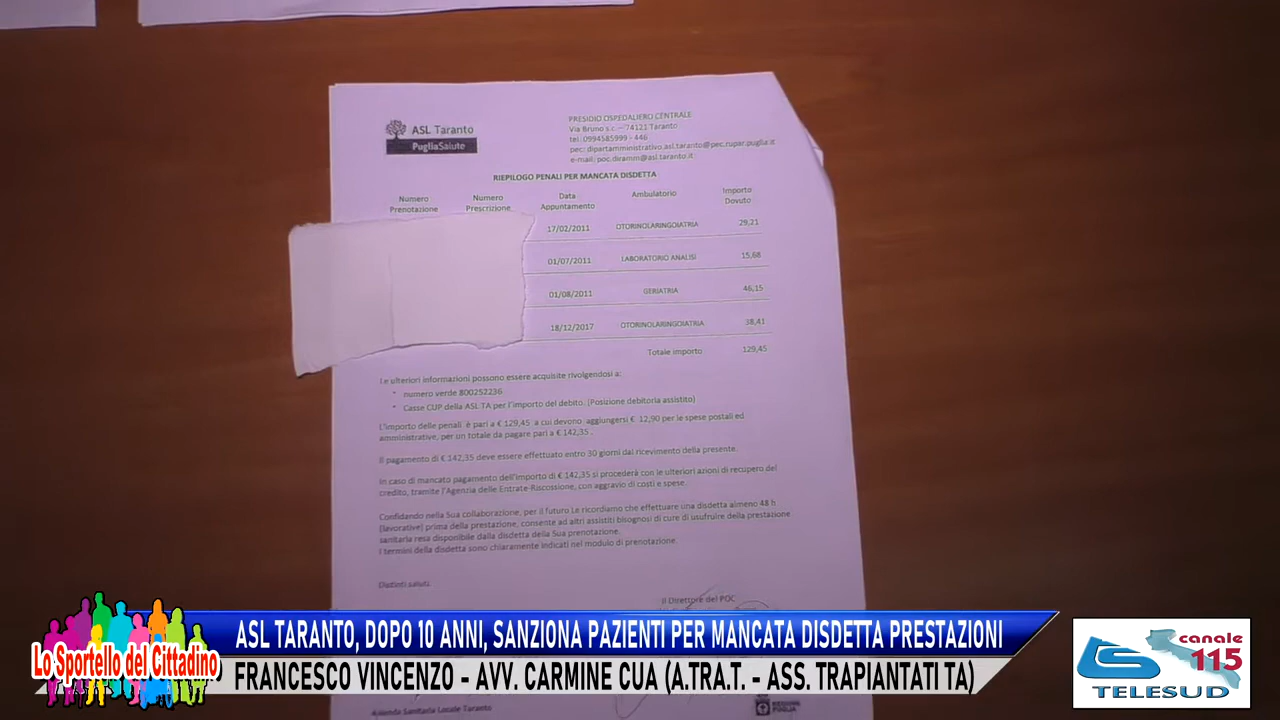 ASL Taranto
PugliaSalute
PRESIDIO OSPEDALIERO CENTRALE
Via Bruno s.c. – 74121 Taranto
tel. 0994585999 - 446
pec: dipartamministrativo.asl.taranto@pec.rupar.puglia.it
e-mail: poc.diramm@asl.taranto.it
RIEPILOGO PENALI PER MANCATA DISDETTA
Numero Prenotazione Numero Prescrizione Data Appuntamento Ambulatorio Importo Dovuto
17/02/2011 OTORINOLARINGOIATRIA 29,21
01/07/2011 LABORATORIO ANALISI 15,68
01/08/2011 GERIATRIA 46,15
18/12/2017 OTORINOLARINGOIATRIA 38,41
Totale importo 129,45
Le ulteriori informazioni possono essere acquisite rivolgendosi a:
* numero verde 800252236
* Casse CUP della ASL TA per l'importo del debito. (Posizione debitoria assistito)
L'importo delle penali è pari a € 129,45 a cui devono aggiungersi € 12,90 per le spese postali ed
amministrative, per un totale da pagare pari a € 142,35 .
Il pagamento di € 142,35 deve essere effettuato entro 30 giorni dal ricevimento della presente.
In caso di mancato pagamento dell'importo di € 142,35 si procederà con le ulteriori azioni di recupero del
credito, tramite l'Agenzia delle Entrate-Riscossione, con aggravio di costi e spese.
Confidando nella Sua collaborazione, per il futuro Le ricordiamo che effettuare una disdetta almeno 48 h
(lavorative) prima della prestazione, consente ad altri assistiti bisognosi di cure di usufruire della prestazione
sanitaria resa disponibile dalla disdetta della Sua prenotazione.
I termini della disdetta sono chiaramente indicati nel modulo di prenotazione.
Distinti saluti
Il Direttore del POC
Lo Sportello del Cittadino
ASL TARANTO, DOPO 10 ANNI, SANZIONA PAZIENTI PER MANCATA DISDETTA PRESTAZIONI
FRANCESCO VINCENZO – AVV. CARMINE CUA (A.TRA.T. – ASS. TRAPIANTATI TA)
canale
115
TELESUD
Azienda Sanitaria Locale Taranto
REGIONE
PUGLIA